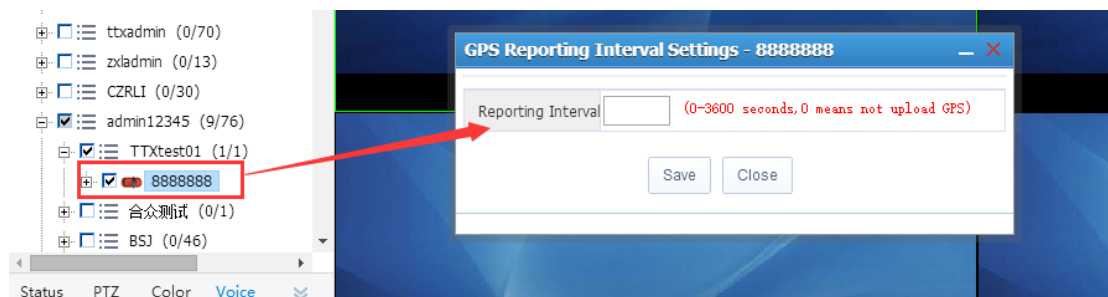 ttxadmin (0/70)
zxladmin (0/13)
CZRLI (0/30)
admin12345 (9/76)
TTXtest01 (1/1)
8888888
合众测试 (0/1)
BSJ (0/46)
Status PTZ Color Voice
GPS Reporting Interval Settings - 8888888
Reporting Interval (0-3600 seconds,0 means not upload GPS)
Save Close